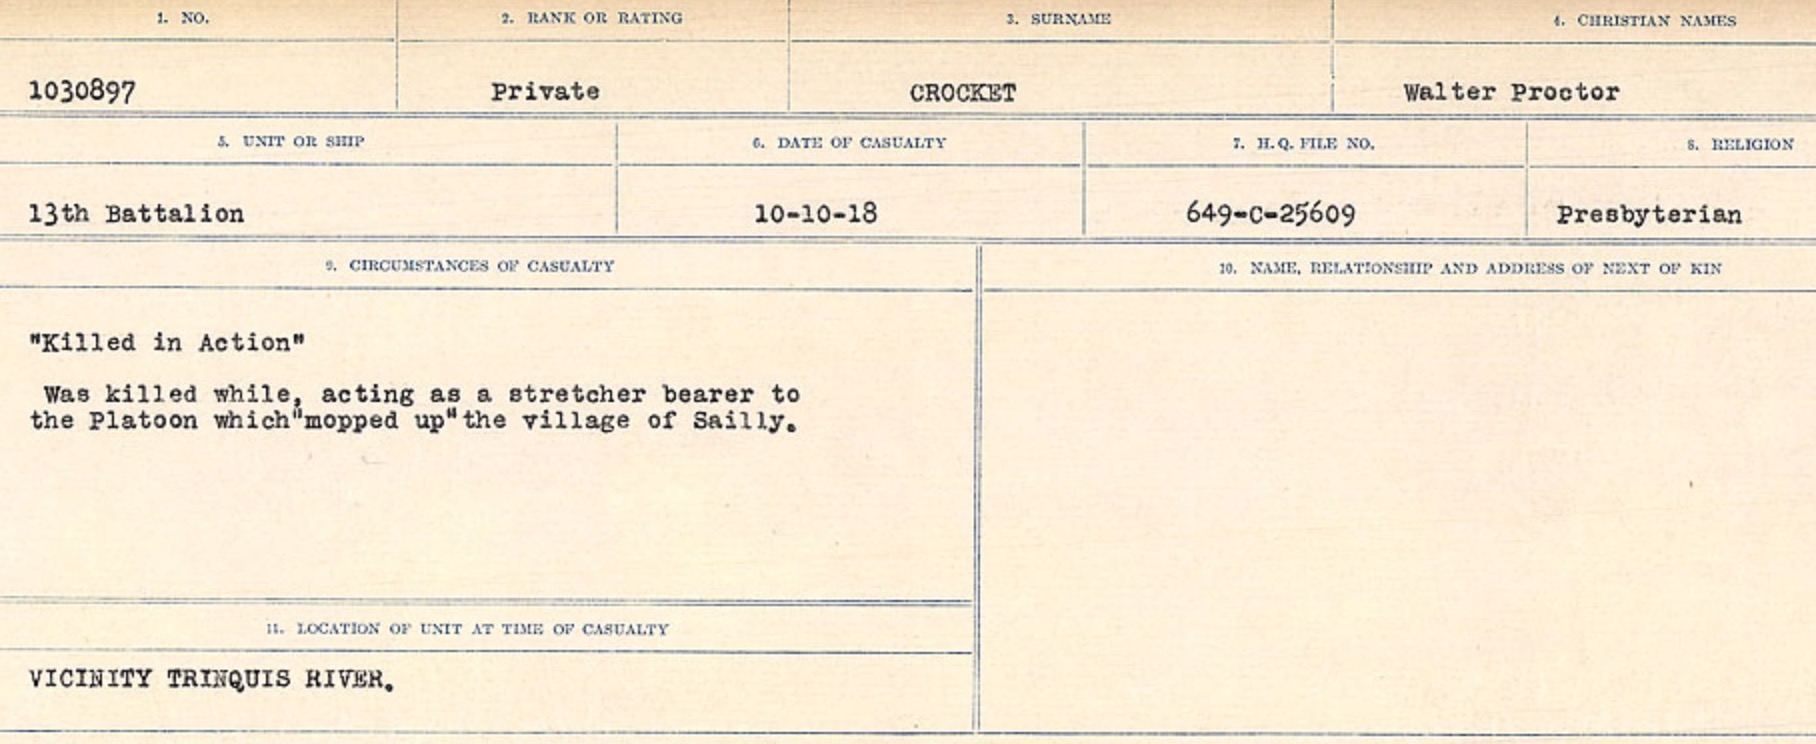 1. NO. 2. RANK OR RATING 3. SURNAME 4. CHRISTIAN NAMES
1030897 Private CROCKET Walter Proctor
5. UNIT OR SHIP 6. DATE OF CASUALTY 7. H.Q. FILE NO. 8. RELIGION
13th Battalion 10-10-18 649-C-25609 Presbyterian
9. CIRCUMSTANCES OF CASUALTY 10. NAME, RELATIONSHIP AND ADDRESS OF NEXT OF KIN
"Killed in Action"
Was killed while, acting as a stretcher bearer to
the Platoon which"mopped up"the village of Sailly.
11. LOCATION OF UNIT AT TIME OF CASUALTY
VICINITY TRINQUIS RIVER.